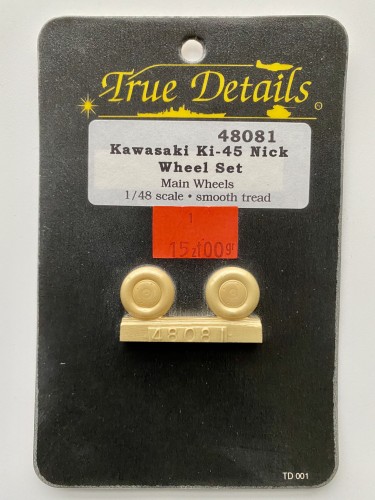 True Details
48081
Kawasaki Ki-45 Nick
Wheel Set
Main Wheels
1/48 scale • smooth tread
1
15zł00gr
48081
TD 001